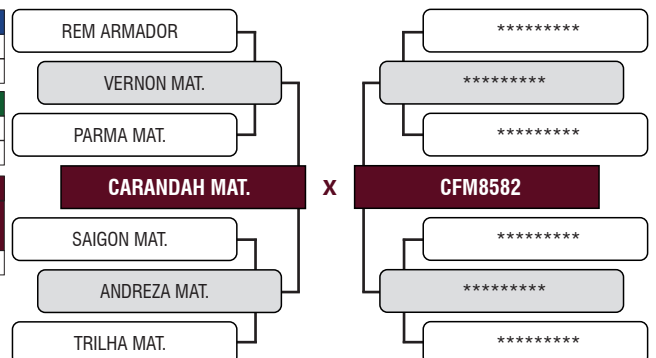 REM ARMADOR
*********
VERNON MAT.
*********
PARMA MAT.
*********
CARANDAH MAT.
X
CFM8582
SAIGON MAT.
*********
ANDREZA MAT.
*********
TRILHA MAT.
*********